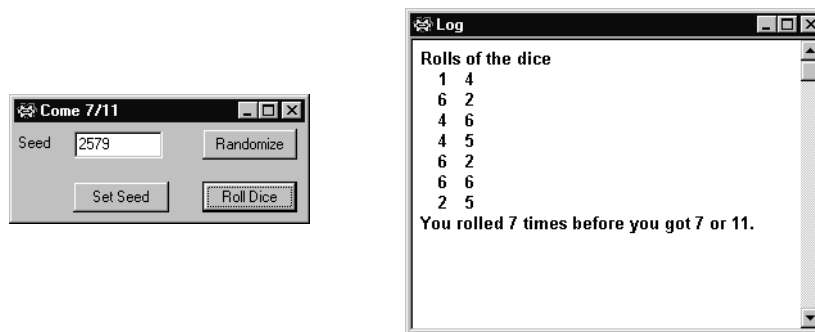 Come 7/11
Seed 2579 Randomize
Set Seed Roll Dice
Log
Rolls of the dice
1 4
6 2
4 6
4 5
6 2
6 6
2 5
You rolled 7 times before you got 7 or 11.